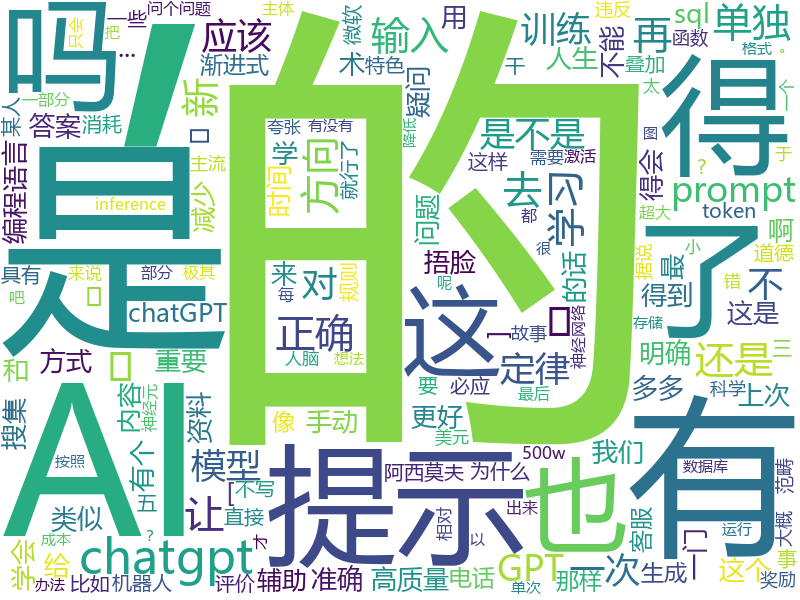 的
是
AI
有
得
了
提示
这
也
吗
chatgpt
prompt
GPT
chatGPT
应该
输入
训练
再
单独
sql
用
不能
人生
函数
叠加
疑问
术
特色
微软
主体
违反
格式
问个问题
一些
把
只会
...
某人
一部分
渐进式
新
答案
消耗
编程语言
减少
主流
inference
夸张
有没有
降低
干
太
学
方向
时间
就行了
是不是
这样
需要
激活
图
于
得会
去
学习
问题
token
都
很
超大
小
道德
啊
据说
最
不
错
来
对
每
规则
捂脸
的话
得到
这是
具有
来说
部分
极其
吧
呢
正确
人脑
想法
故事
神经网络
存储
明确
还是
三
定律
和
方式
重要
要
必应
更好
最后
美元
多多
科学
上次
搜集
内容
神经元
资料
像
手动
500w
我们
数据库
范畴
有个
模型
阿西莫夫
为什么
类似
五
按照
让
[
不写
直接
相对
出来
客服
一门
运行
大概
学会
给
才
以
一次
这个
事
办法
成本
比如
机器人
评价
辅助
准确
高质量
电话
单次
那样
生成
奖励
?